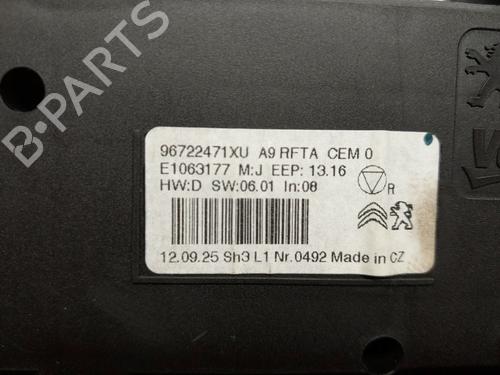 B-PARTS
96722471XU A9 RFTA CEM 0
E1063177 M:J EEP: 13.16
HW:D SW:06.01 In:08
R
12.09.25 Sh3 L1 Nr.0492 Made in CZ